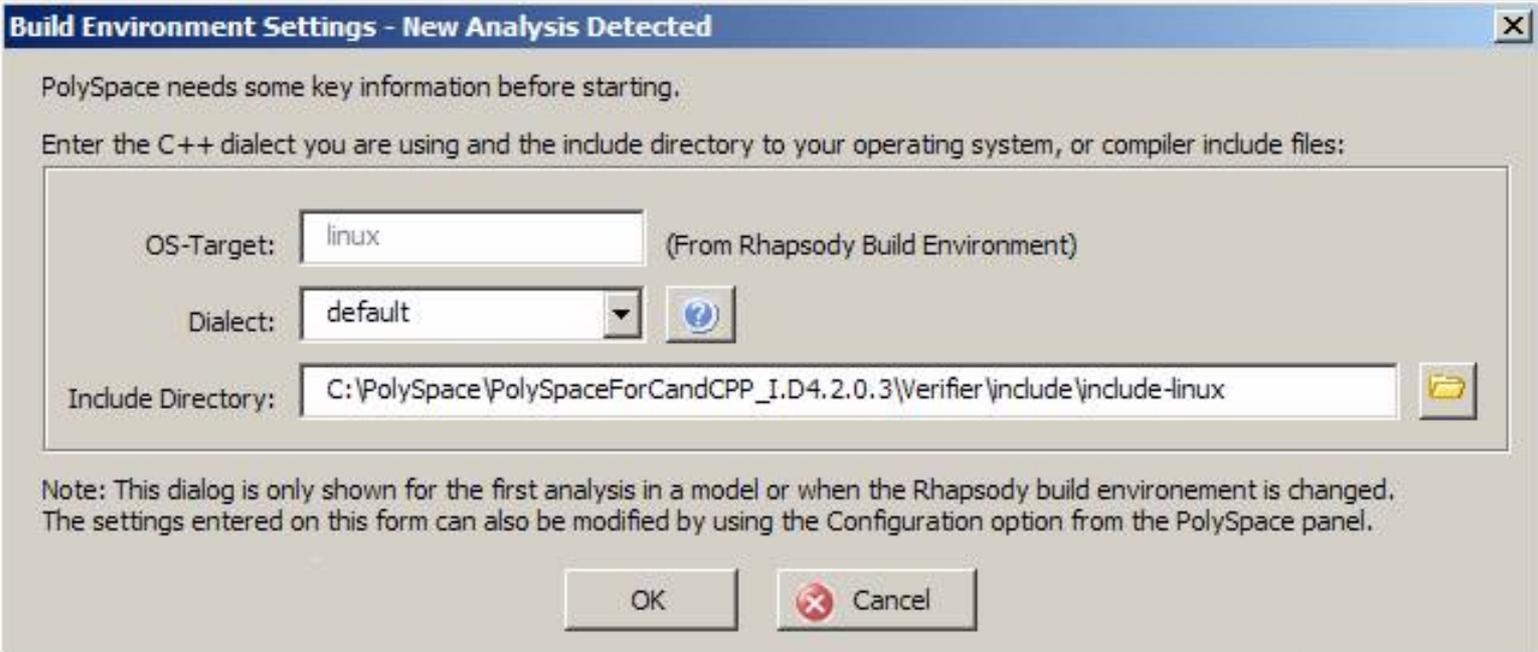 Build Environment Settings - New Analysis Detected
PolySpace needs some key information before starting.
Enter the C++ dialect you are using and the include directory to your operating system, or compiler include files:
OS-Target: linux (From Rhapsody Build Environment)
Dialect: default
Include Directory: C:\PolySpace\PolySpaceForCandCPP_I.D4.2.0.3\Verifier\include\include-linux
Note: This dialog is only shown for the first analysis in a model or when the Rhapsody build environement is changed.
The settings entered on this form can also be modified by using the Configuration option from the PolySpace panel.
OK Cancel